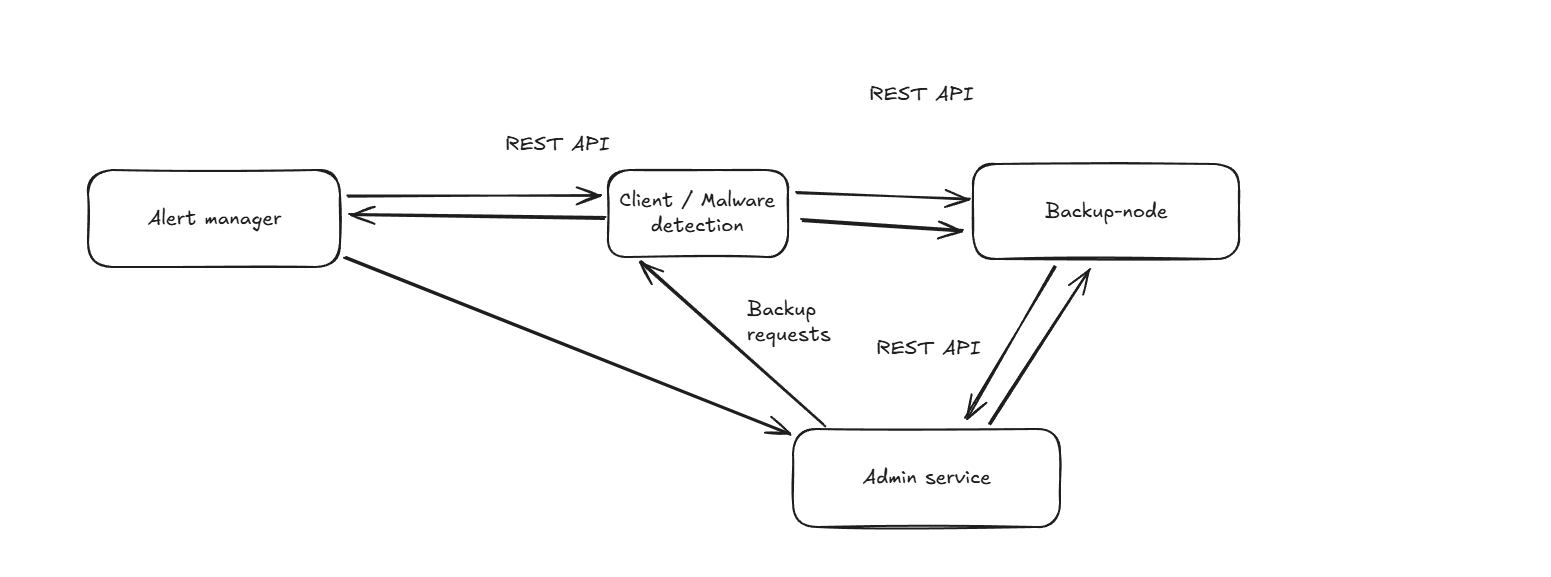 REST API
REST API
Alert manager
Client / Malware
detection
Backup-node
Backup
requests
REST API
Admin service